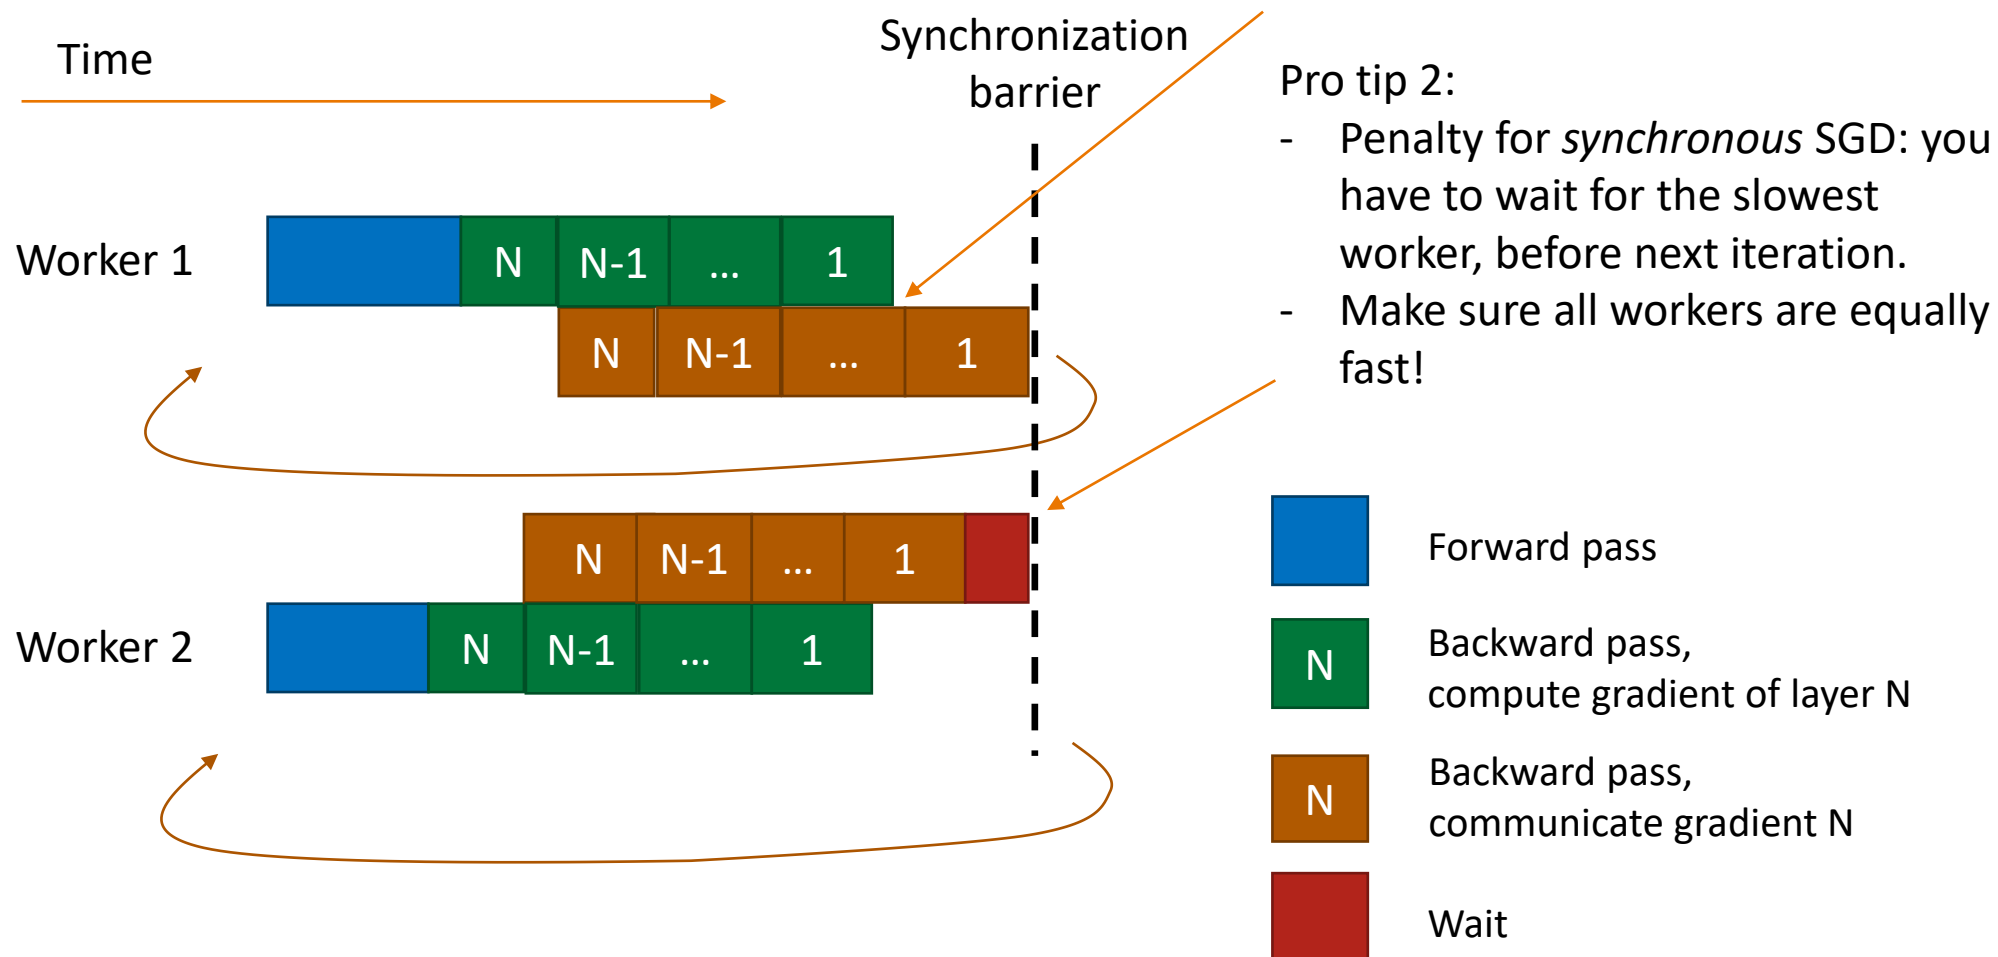 Time
Synchronization
barrier
Pro tip 2:
- Penalty for synchronous SGD: you
have to wait for the slowest
worker, before next iteration.
- Make sure all workers are equally
fast!
Worker 1
N N-1 ... 1
N N-1 ... 1
N N-1 ... 1
Worker 2
N N-1 ... 1
Forward pass
N Backward pass,
compute gradient of layer N
N Backward pass,
communicate gradient N
Wait